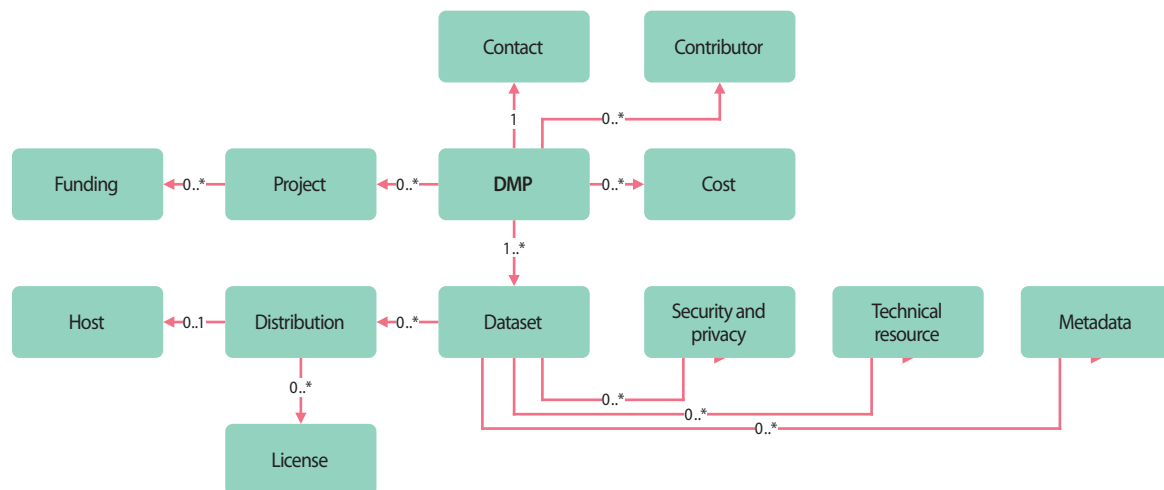 Contact
Contributor
1
0..*
Funding
0..*
Project
0..*
DMP
0..*
Cost
1..*
Host
0..1
Distribution
0..*
Dataset
Security and
privacy
Technical
resource
Metadata
0..*
0..*
0..*
0..*
License